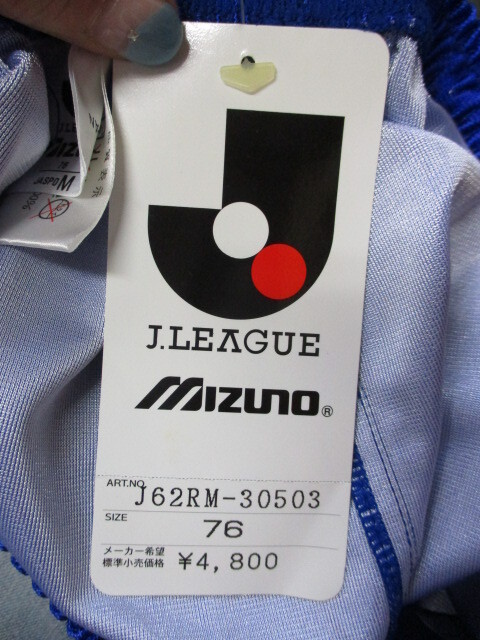 J.LEAGUE
MIZUNO®
ART.NO.
J62RM-30503
SIZE
76
メーカー希望
標準小売価格 ¥4,800
J.L
JASPO M